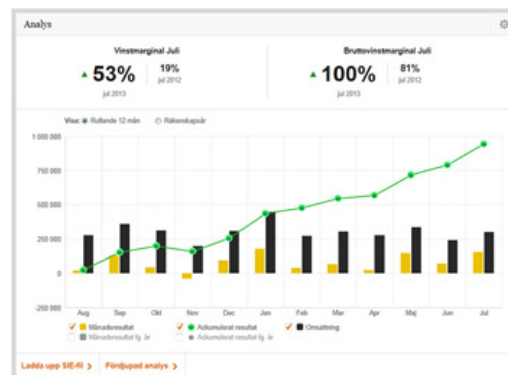 Analys
Vinstmarginal Juli
Bruttovinstmarginal Juli
53%
19%
jul 2012
jul 2013
100%
81%
jul 2012
jul 2013
Visa: Rullande 12 mån Räkenskapsår
1 000 000
750 000
500 000
250 000
0
-250 000
Aug Sep Okt Nov Dec Jan Feb Mar Apr Maj Jun Jul
Månadsresultat Ackumulerat resultat Omsättning
Månadsresultat fg. år Ackumulerat resultat fg. år
Ladda upp SIE-fil Fördjupad analys